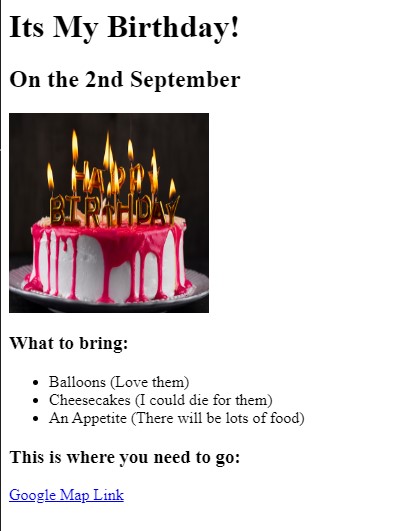 Its My Birthday!
On the 2nd September
HAPPY
BIRTHDAY
What to bring:
Balloons (Love them)
Cheesecakes (I could die for them)
An Appetite (There will be lots of food)
This is where you need to go:
Google Map Link